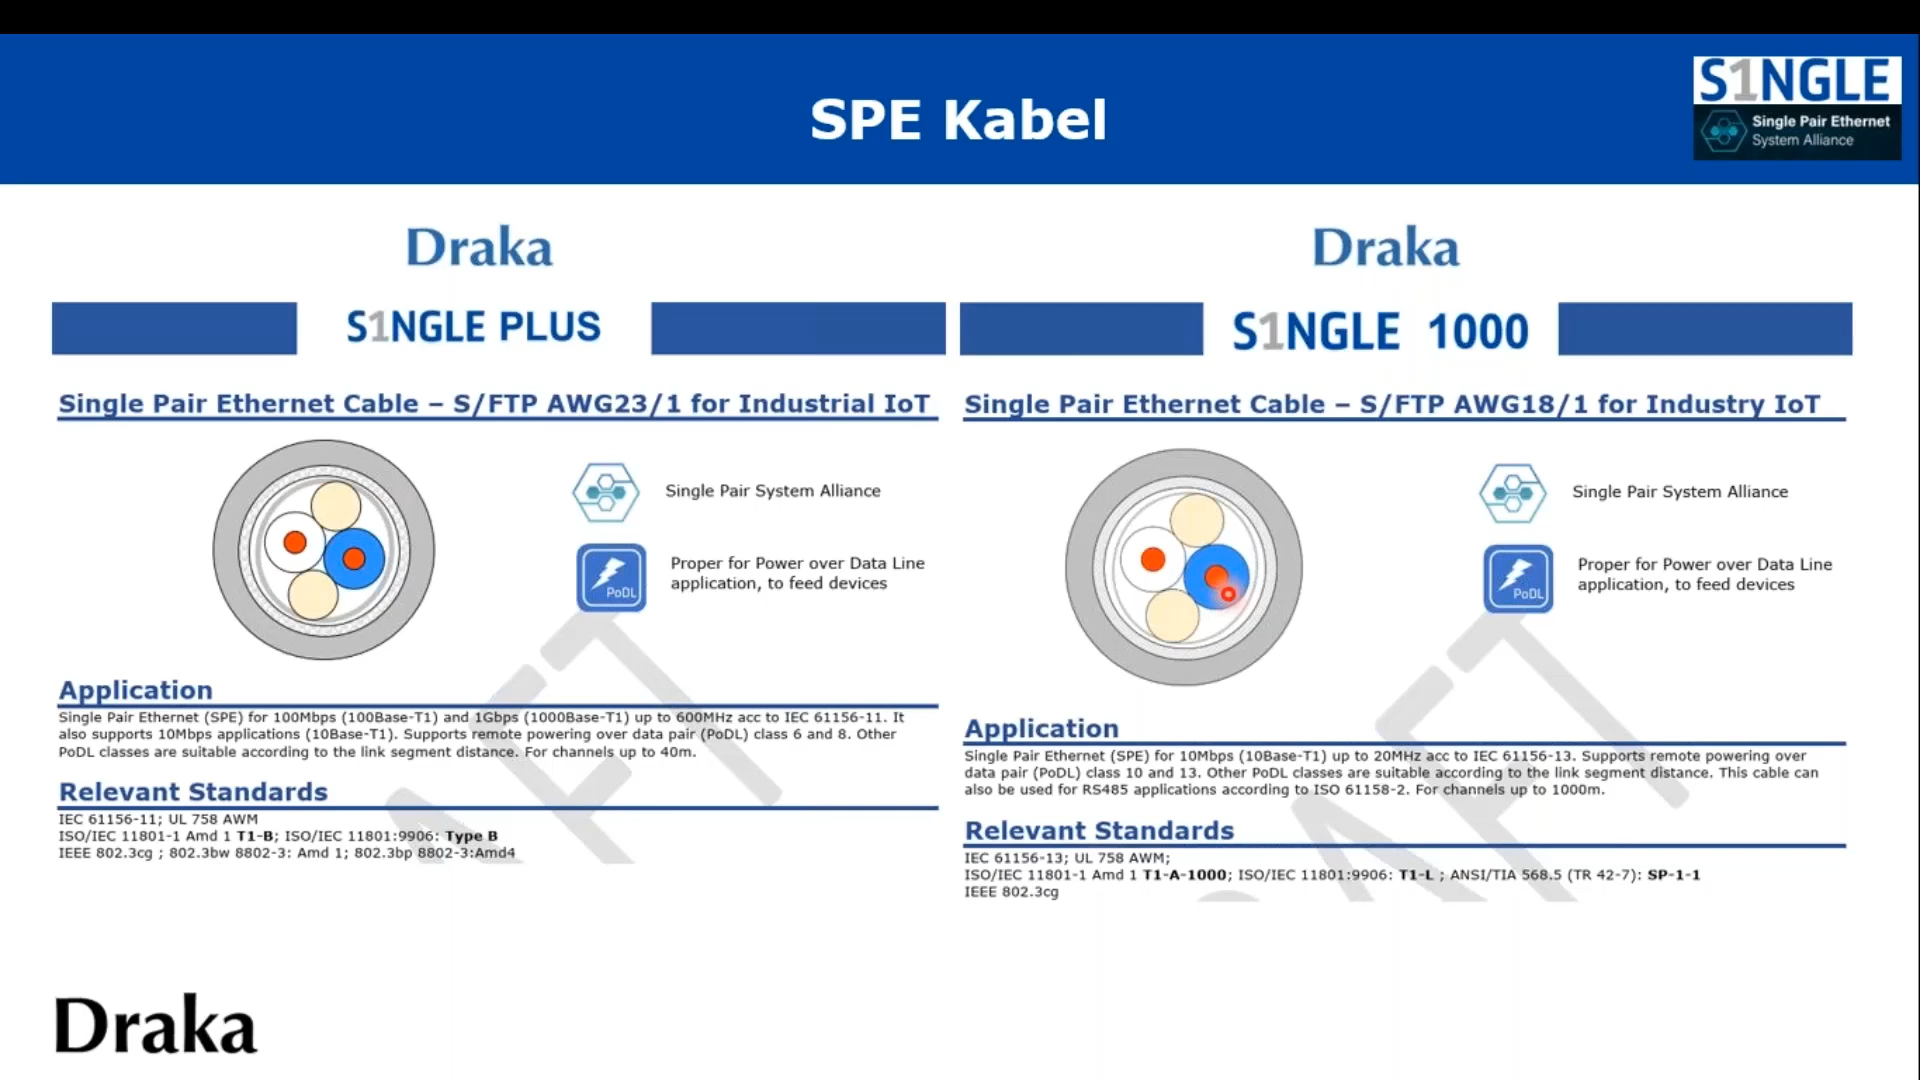 SPE Kabel
S1NGLE
Single Pair Ethernet
System Alliance
Draka
S1NGLE PLUS
Single Pair Ethernet Cable – S/FTP AWG23/1 for Industrial IoT
Single Pair System Alliance
PoDL
Proper for Power over Data Line
application, to feed devices
Application
Single Pair Ethernet (SPE) for 100Mbps (100Base-T1) and 1Gbps (1000Base-T1) up to 600MHz acc to IEC 61156-11. It
also supports 10Mbps applications (10Base-T1). Supports remote powering over data pair (PoDL) class 6 and 8. Other
PoDL classes are suitable according to the link segment distance. For channels up to 40m.
Relevant Standards
IEC 61156-11; UL 758 AWM
ISO/IEC 11801-1 Amd 1 T1-B; ISO/IEC 11801:9906: Type B
IEEE 802.3cg ; 802.3bw 8802-3: Amd 1; 802.3bp 8802-3:Amd4
AFT
Draka
S1NGLE 1000
Single Pair Ethernet Cable – S/FTP AWG18/1 for Industry IoT
Single Pair System Alliance
PoDL
Proper for Power over Data Line
application, to feed devices
Application
Single Pair Ethernet (SPE) for 10Mbps (10Base-T1) up to 20MHz acc to IEC 61156-13. Supports remote powering over
data pair (PoDL) class 10 and 13. Other PoDL classes are suitable according to the link segment distance. This cable can
also be used for RS485 applications according to ISO 61158-2. For channels up to 1000m.
Relevant Standards
IEC 61156-13; UL 758 AWM;
ISO/IEC 11801-1 Amd 1 T1-A-1000; ISO/IEC 11801:9906: T1-L ; ANSI/TIA 568.5 (TR 42-7): SP-1-1
IEEE 802.3cg
AFT
Draka